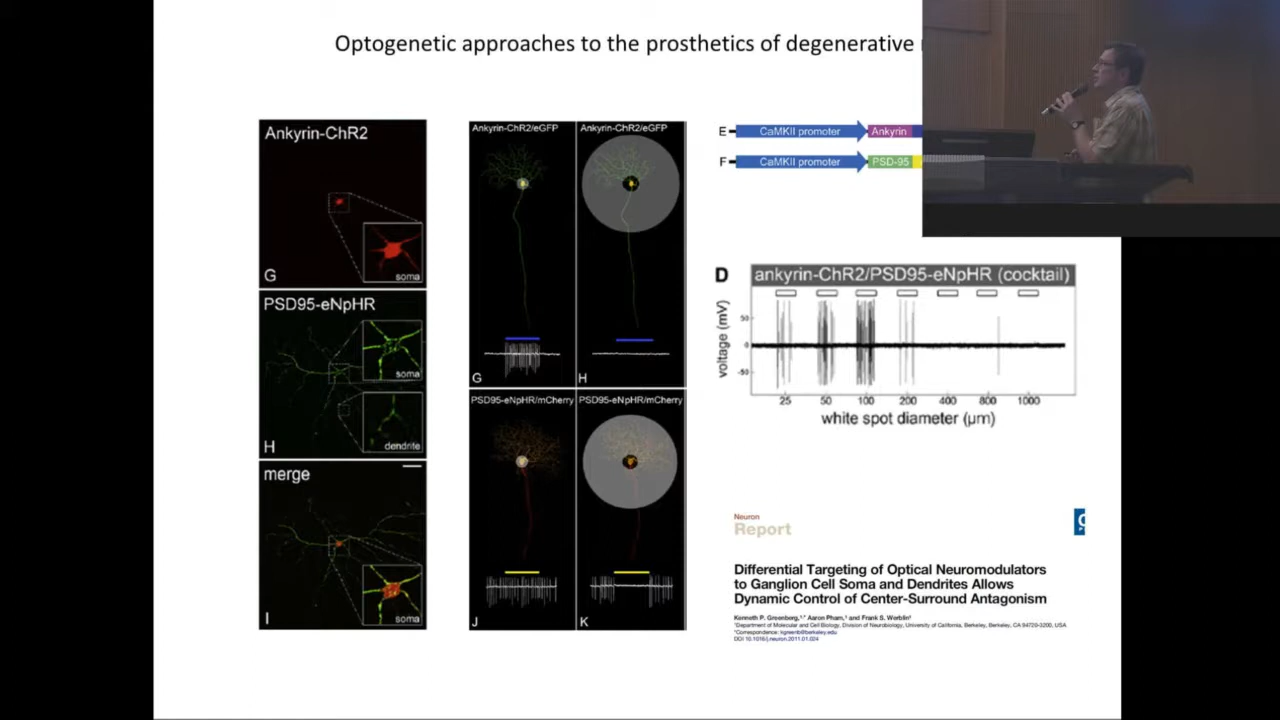 Optogenetic approaches to the prosthetics of degenerative
Ankyrin-ChR2
soma
G
PSD95-eNpHR
soma
dendrite
H
merge
soma
I
Ankyrin-ChR2/eGFP
Ankyrin-ChR2/eGFP
G
H
PSD95-eNpHR/mCherry
PSD95-eNpHR/mCherry
J
K
E CaMKII promoter Ankyrin
F CaMKII promoter PSD-95
D ankyrin-ChR2/PSD95-eNpHR (cocktail)
voltage (mV)
50
0
-50
25 50 100 200 400 800 1000
white spot diameter (µm)
Neuron
Report
Differential Targeting of Optical Neuromodulators
to Ganglion Cell Soma and Dendrites Allows
Dynamic Control of Center-Surround Antagonism
Kenneth P. Greenberg,1,* Aaron Pham,1 and Frank S. Werblin1
1Department of Molecular and Cell Biology, Division of Neurobiology, University of California, Berkeley, Berkeley, CA 94720-3200, USA
*Correspondence: kgreenb@berkeley.edu
DOI 10.1016/j.neuron.2011.01.024